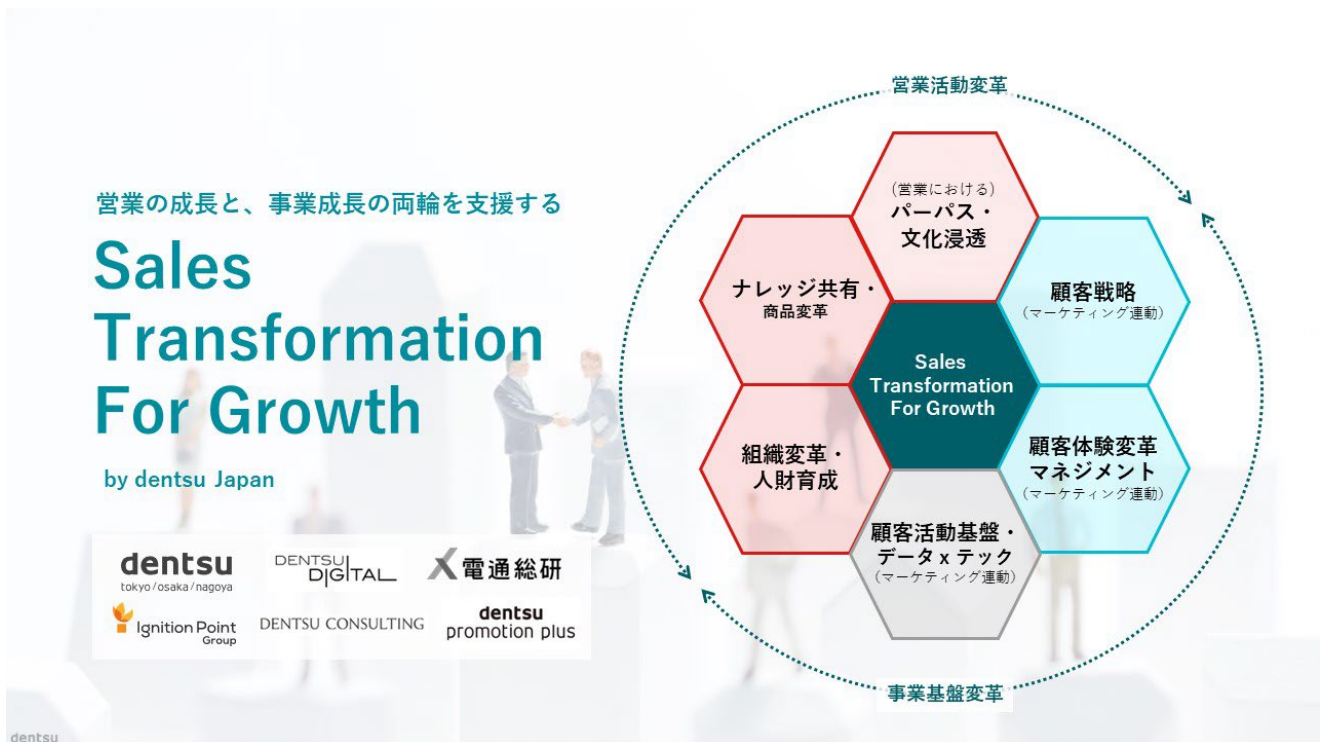 営業の成長と、事業成長の両輪を支援する
Sales
Transformation
For Growth
by dentsu Japan
dentsu
tokyo/osaka/nagoya
DENTSU
DIGITAL
電通総研
Ignition Point
Group
DENTSU CONSULTING
dentsu
promotion plus
営業活動変革
(営業における)
パーパス・
文化浸透
ナレッジ共有・
商品変革
顧客戦略
(マーケティング連動)
Sales
Transformation
For Growth
組織変革・
人財育成
顧客体験変革
マネジメント
(マーケティング連動)
顧客活動基盤・
データ x テック
(マーケティング連動)
事業基盤変革
dentsu